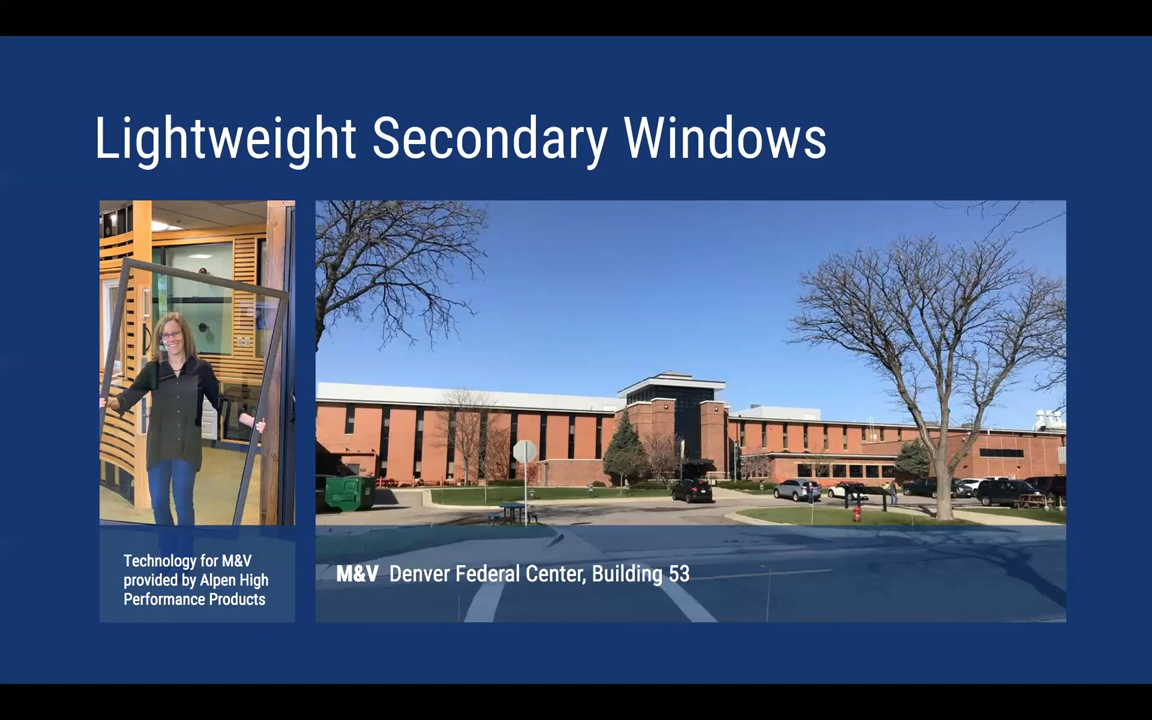 Lightweight Secondary Windows
Technology for M&V
provided by Alpen High
Performance Products
M&V Denver Federal Center, Building 53